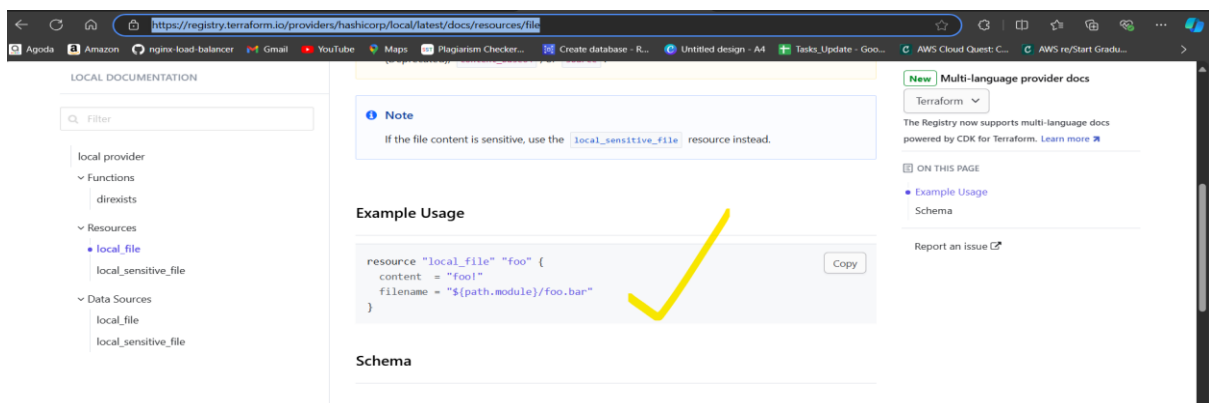 https://registry.terraform.io/providers/hashicorp/local/latest/docs/resources/file
Agoda
Amazon
nginx-load-balancer
Gmail
YouTube
Maps
Plagiarism Checker...
Create database - R...
Untitled design - A4
Tasks_Update - Goo...
AWS Cloud Quest: C...
AWS re/Start Gradu...
LOCAL DOCUMENTATION
Filter
local provider
Functions
direxists
Resources
local_file
local_sensitive_file
Data Sources
local_file
local_sensitive_file
Note
If the file content is sensitive, use the local_sensitive_file resource instead.
Example Usage
resource "local_file" "foo" {
content = "foo!"
filename = "${path.module}/foo.bar"
}
Copy
Schema
New Multi-language provider docs
Terraform
The Registry now supports multi-language docs
powered by CDK for Terraform. Learn more
ON THIS PAGE
Example Usage
Schema
Report an issue